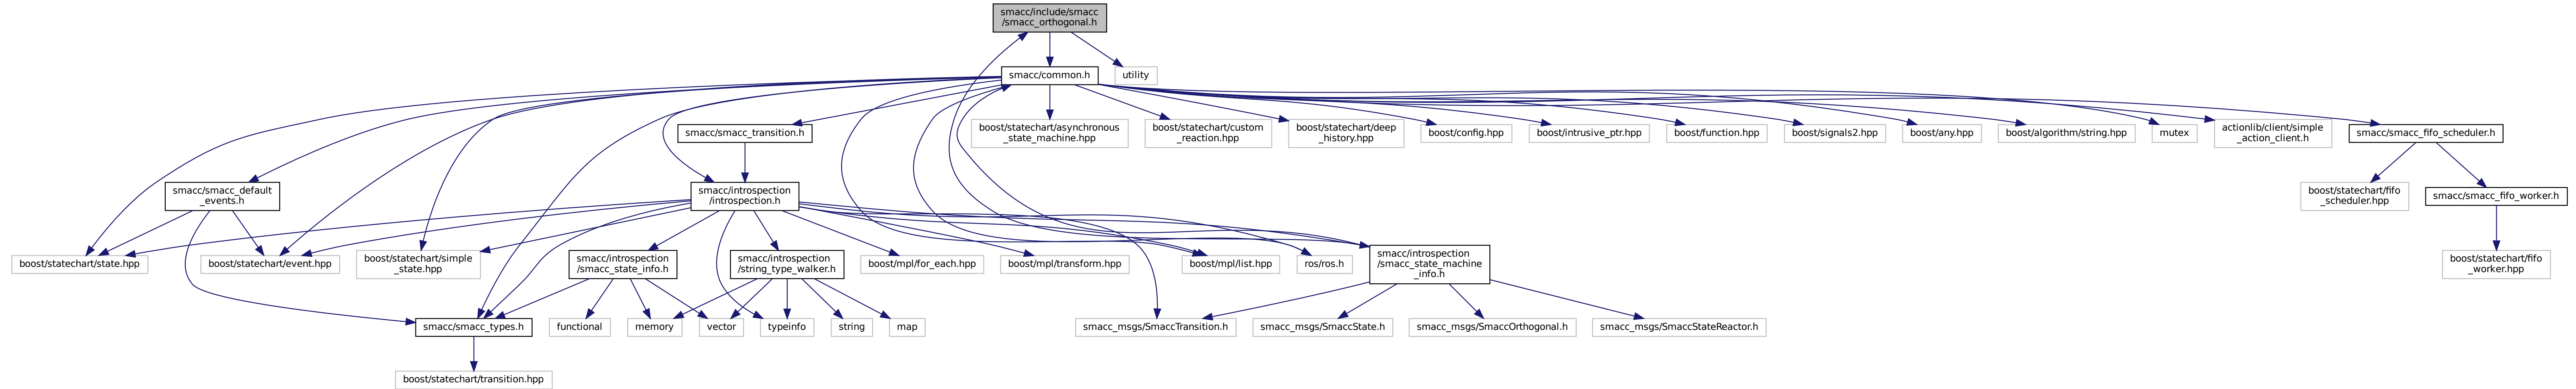 smacc/include/smacc
/smacc_orthogonal.h
smacc/common.h
utility
smacc/smacc_transition.h
boost/statechart/asynchronous
_state_machine.hpp
boost/statechart/custom
_reaction.hpp
boost/statechart/deep
_history.hpp
boost/config.hpp
boost/intrusive_ptr.hpp
boost/function.hpp
boost/signals2.hpp
boost/any.hpp
boost/algorithm/string.hpp
mutex
actionlib/client/simple
_action_client.h
smacc/smacc_fifo_scheduler.h
smacc/smacc_default
_events.h
smacc/introspection
/introspection.h
boost/statechart/fifo
_scheduler.hpp
smacc/smacc_fifo_worker.h
boost/statechart/state.hpp
boost/statechart/event.hpp
boost/statechart/simple
_state.hpp
smacc/introspection
/smacc_state_info.h
smacc/introspection
/string_type_walker.h
boost/mpl/for_each.hpp
boost/mpl/transform.hpp
boost/mpl/list.hpp
ros/ros.h
smacc/introspection
/smacc_state_machine
_info.h
boost/statechart/fifo
_worker.hpp
smacc/smacc_types.h
functional
memory
vector
typeinfo
string
map
smacc_msgs/SmaccTransition.h
smacc_msgs/SmaccState.h
smacc_msgs/SmaccOrthogonal.h
smacc_msgs/SmaccStateReactor.h
boost/statechart/transition.hpp